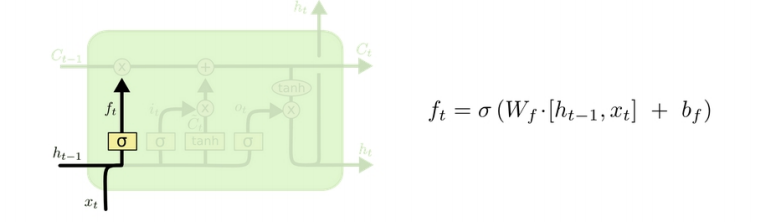 h_t
C_{t-1}
C_t
×
+
tanh
f_t
i_t
×
o_t
×
C̃_t
σ
σ
tanh
σ
h_{t-1}
h_t
x_t
f_t = σ (W_f · [h_{t-1}, x_t] + b_f)